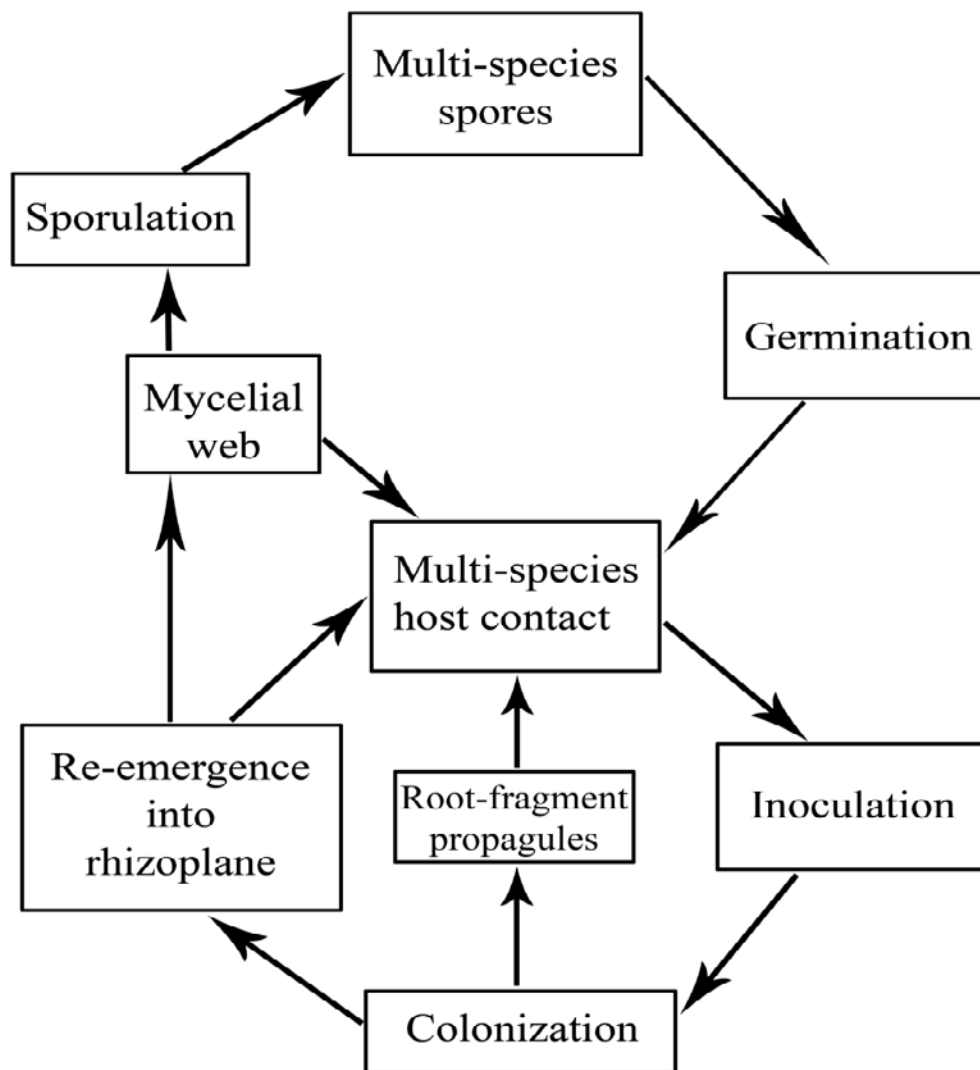 Multi-species
spores
Sporulation
Germination
Mycelial
web
Multi-species
host contact
Re-emergence
into
rhizoplane
Root-fragment
propagules
Inoculation
Colonization